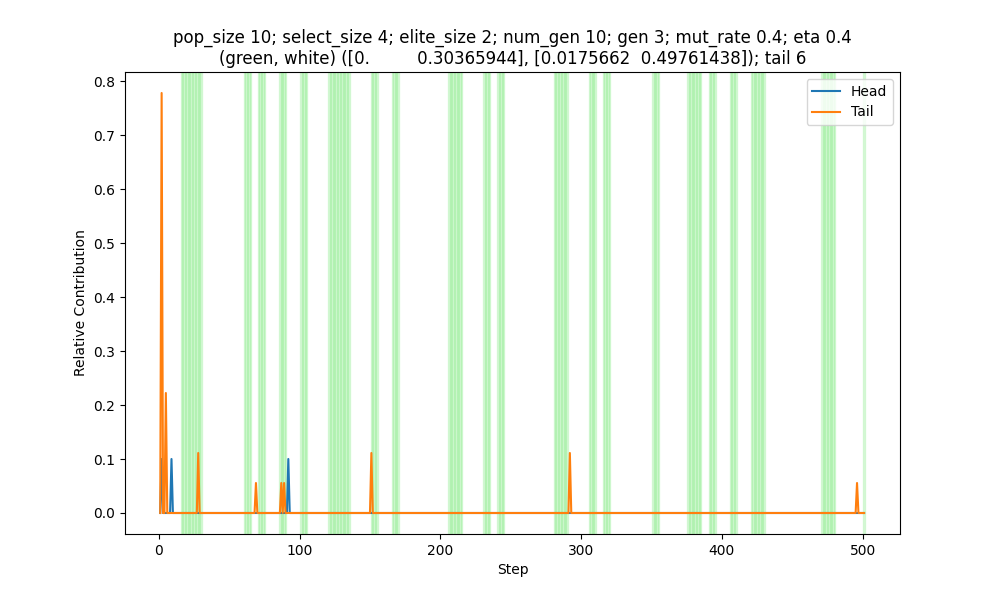 pop_size 10; select_size 4; elite_size 2; num_gen 10; gen 3; mut_rate 0.4; eta 0.4
(green, white) ([0. 0.30365944], [0.0175662 0.49761438]); tail 6
Head
Tail
Relative Contribution
0.8
0.7
0.6
0.5
0.4
0.3
0.2
0.1
0.0
0 100 200 300 400 500
Step